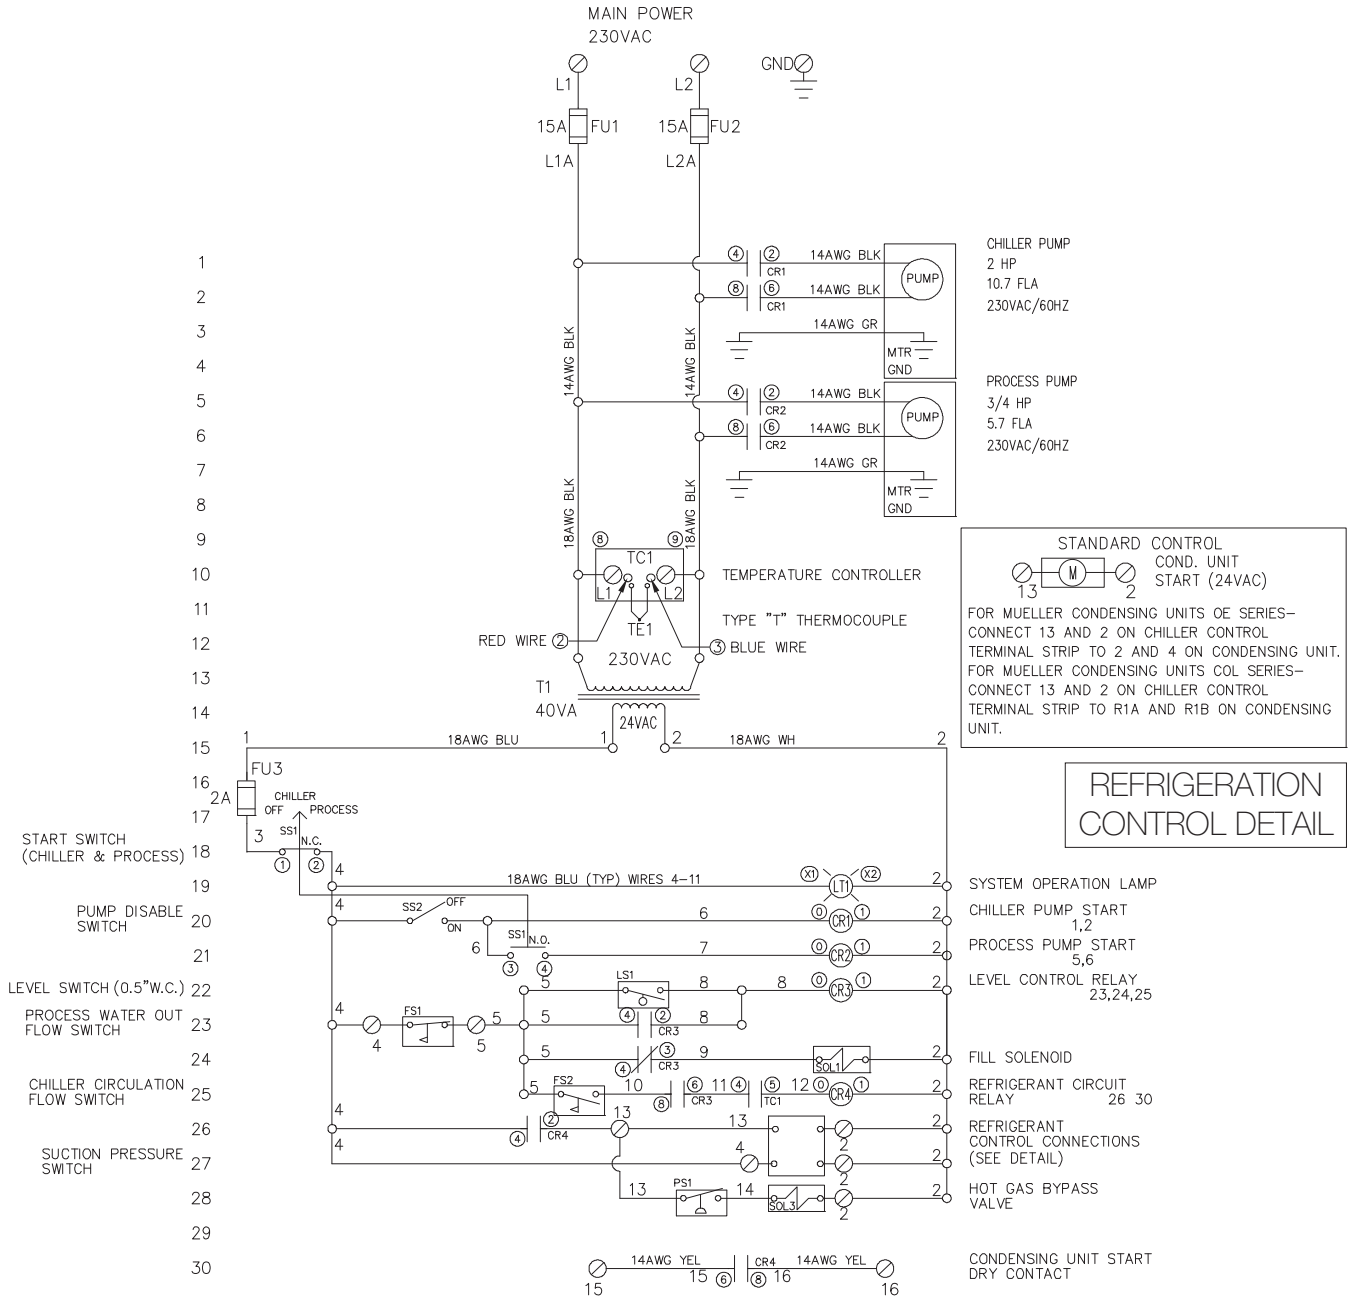 MAIN POWER
230VAC
L1
L2
GND
15A FU1
15A FU2
L1A
L2A
1
④ ② 14AWG BLK
CR1
PUMP
2
⑧ ⑥ 14AWG BLK
CR1
CHILLER PUMP
2 HP
10.7 FLA
230VAC/60HZ
3
14AWG GR
14AWG BLK
14AWG BLK
MTR
GND
4
5
④ ② 14AWG BLK
CR2
PUMP
6
⑧ ⑥ 14AWG BLK
CR2
PROCESS PUMP
3/4 HP
5.7 FLA
230VAC/60HZ
7
14AWG GR
18AWG BLK
18AWG BLK
MTR
GND
8
9
⑧ ⑨
TC1
10
L1 L2
TEMPERATURE CONTROLLER
11
TE1
TYPE "T" THERMOCOUPLE
12
RED WIRE ②
③ BLUE WIRE
230VAC
13
T1
40VA
14
24VAC
STANDARD CONTROL
M
COND. UNIT
START (24VAC)
13 2
FOR MUELLER CONDENSING UNITS OE SERIES–
CONNECT 13 AND 2 ON CHILLER CONTROL
TERMINAL STRIP TO 2 AND 4 ON CONDENSING UNIT.
FOR MUELLER CONDENSING UNITS COL SERIES–
CONNECT 13 AND 2 ON CHILLER CONTROL
TERMINAL STRIP TO R1A AND R1B ON CONDENSING
UNIT.
15
1 18AWG BLU 1 2 18AWG WH 2
REFRIGERATION
CONTROL DETAIL
16
FU3
2A
17
CHILLER
OFF PROCESS
START SWITCH
(CHILLER & PROCESS) 18
3 SS1 N.C.
① ②
19
4 18AWG BLU (TYP) WIRES 4–11 X1 LT1 X2 2
SYSTEM OPERATION LAMP
PUMP DISABLE
SWITCH
20
4 SS2 OFF
ON
6 0 CR1 1 2
CHILLER PUMP START
1,2
21
6 SS1 N.O.
③ ④
7 0 CR2 1 2
PROCESS PUMP START
5,6
LEVEL SWITCH (0.5"W.C.) 22
5 LS1 8 8 0 CR3 1 2
LEVEL CONTROL RELAY
23,24,25
PROCESS WATER OUT
FLOW SWITCH
23
4 4 FS1 5 5 5
④ ② CR3 8
24
5 ④ ③ CR3 9 SOL1 2
FILL SOLENOID
CHILLER CIRCULATION
FLOW SWITCH
25
5 FS2 10 ⑧ ⑥ CR3 11 ④ ⑤ TC1 12 0 CR4 1 2
REFRIGERANT CIRCUIT
RELAY 26 30
26
4 ④ ② CR4 13 13 2 2
REFRIGERANT
CONTROL CONNECTIONS
(SEE DETAIL)
SUCTION PRESSURE
SWITCH
27
4 4 2 2
28
13 PS1 14 SOL3 2 2
HOT GAS BYPASS
VALVE
29
30
15 14AWG YEL 15 ⑥ CR4 ⑧ 14AWG YEL 16 16
CONDENSING UNIT START
DRY CONTACT